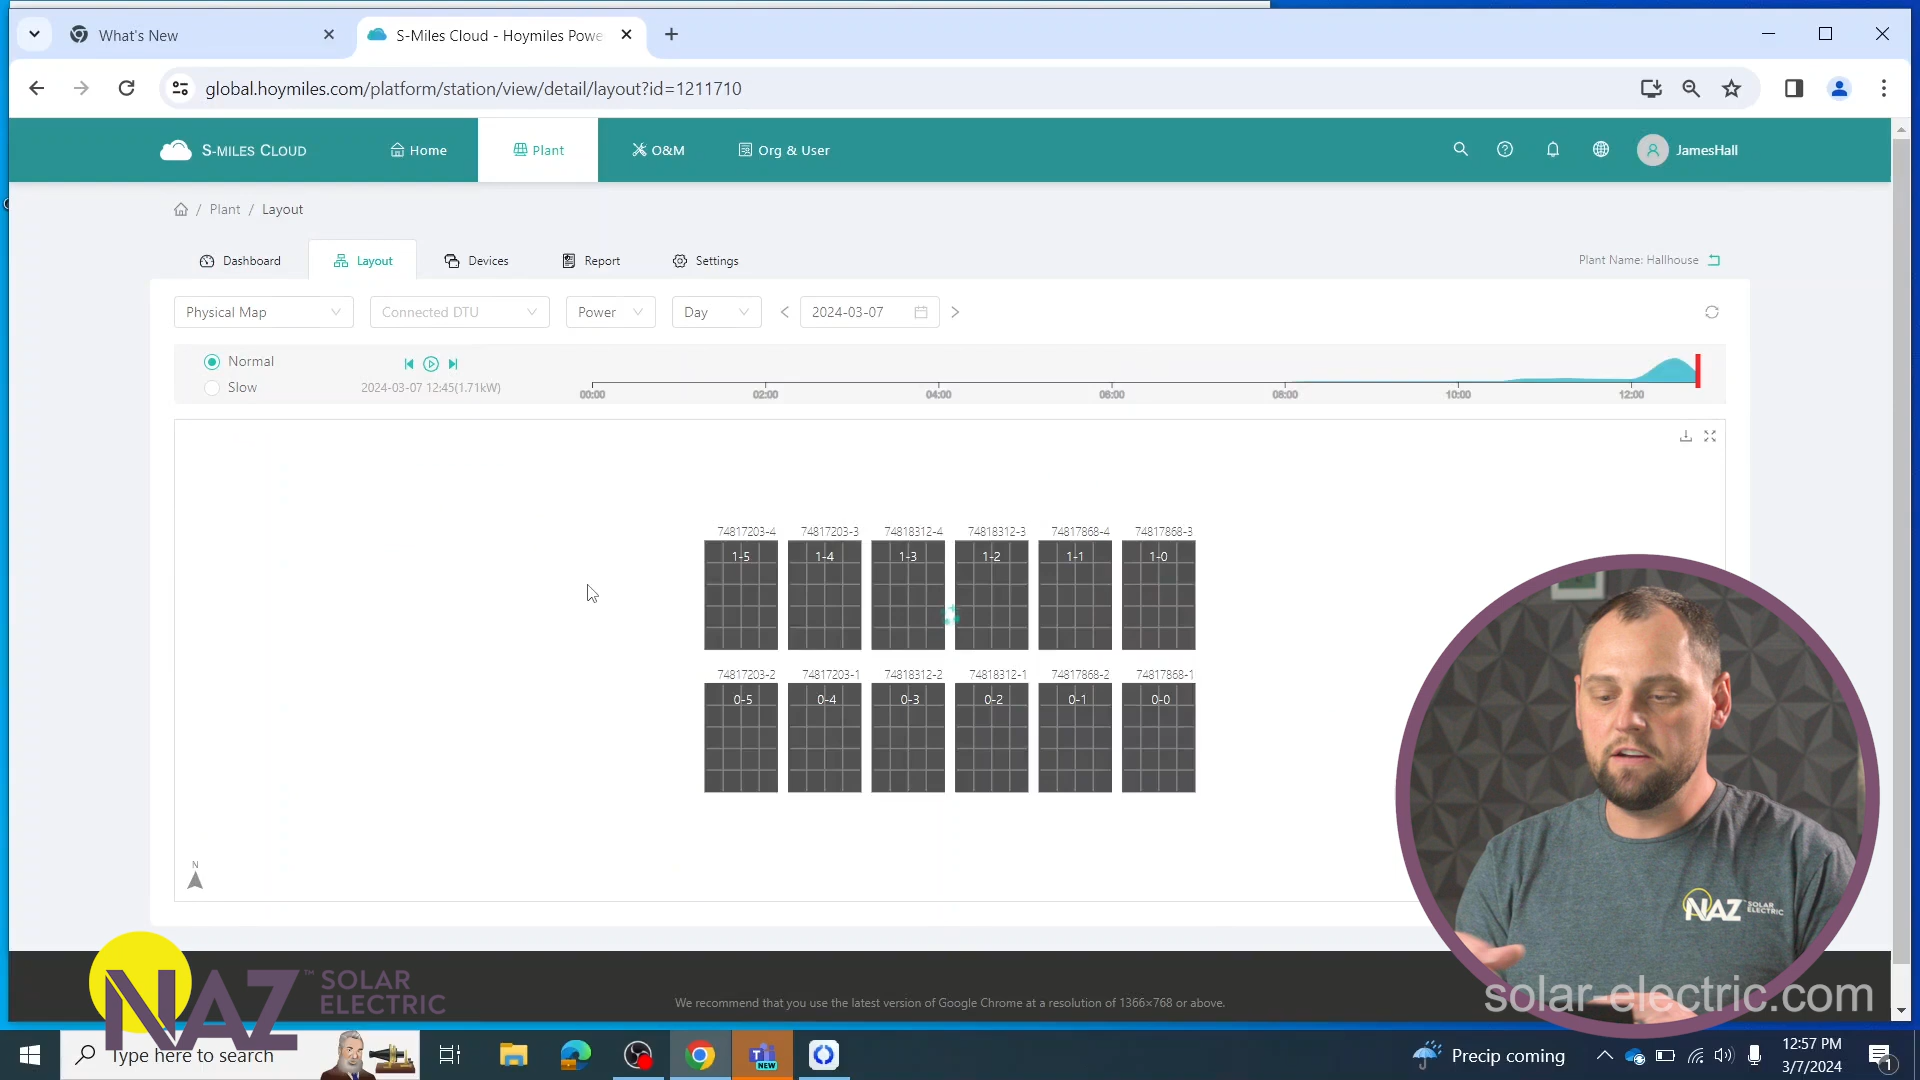 What's New
S-Miles Cloud - Hoymiles Powe
global.hoymiles.com/platform/station/view/detail/layout?id=1211710
S-MILES CLOUD
Home
Plant
O&M
Org & User
JamesHall
/ Plant / Layout
Dashboard
Layout
Devices
Report
Settings
Plant Name: Hallhouse
Physical Map
Connected DTU
Power
Day
2024-03-07
Normal
Slow
2024-03-07 12:45(1.71kW)
00:00 02:00 04:00 06:00 08:00 10:00 12:00
74817203-4 74817203-3 74818312-4 74818312-3 74817868-4 74817868-3
1-5 1-4 1-3 1-2 1-1 1-0
74817203-2 74817203-1 74818312-2 74818312-1 74817868-2 74817868-1
0-5 0-4 0-3 0-2 0-1 0-0
N
NAZ SOLAR ELECTRIC
NAZ™ SOLAR
ELECTRIC
We recommend that you use the latest version of Google Chrome at a resolution of 1366×768 or above.
solar-electric.com
Type here to search
NEW
Precip coming
12:57 PM
3/7/2024
1